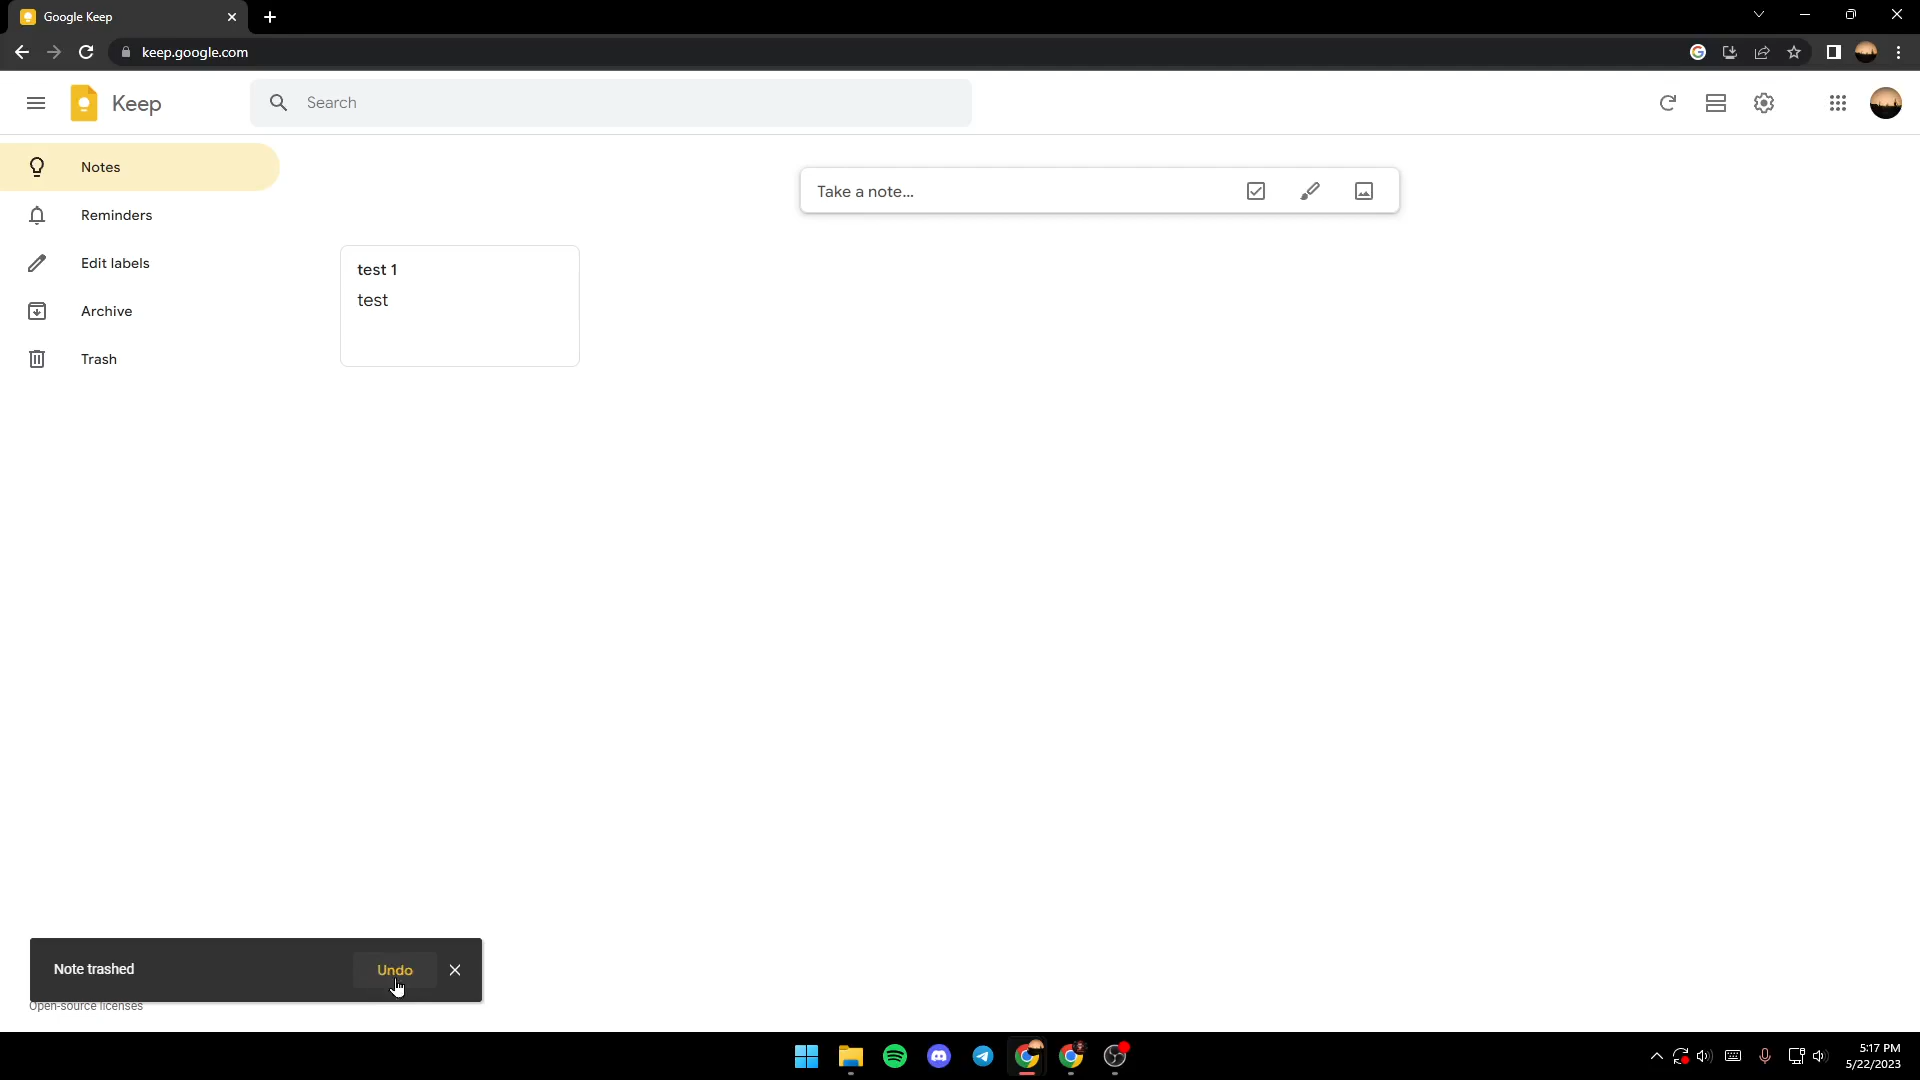 Google Keep
keep.google.com
Keep
Search
Notes
Take a note...
Reminders
Edit labels
test 1
test
Archive
Trash
Note trashed
Undo
Open-source licenses
5:17 PM
5/22/2023